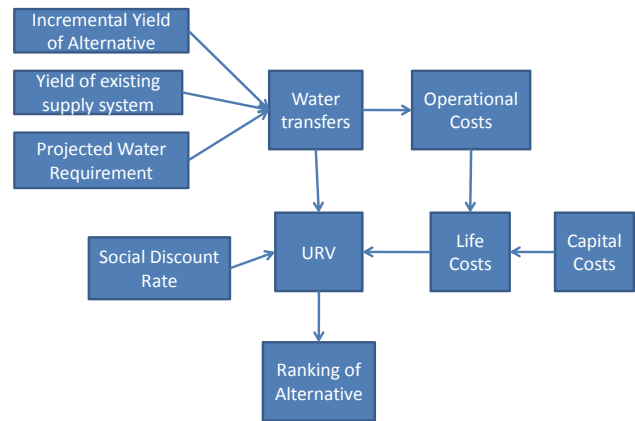 Incremental Yield
of Alternative
Yield of existing
supply system
Projected Water
Requirement
Water
transfers
Operational
Costs
Social Discount
Rate
URV
Life
Costs
Capital
Costs
Ranking of
Alternative